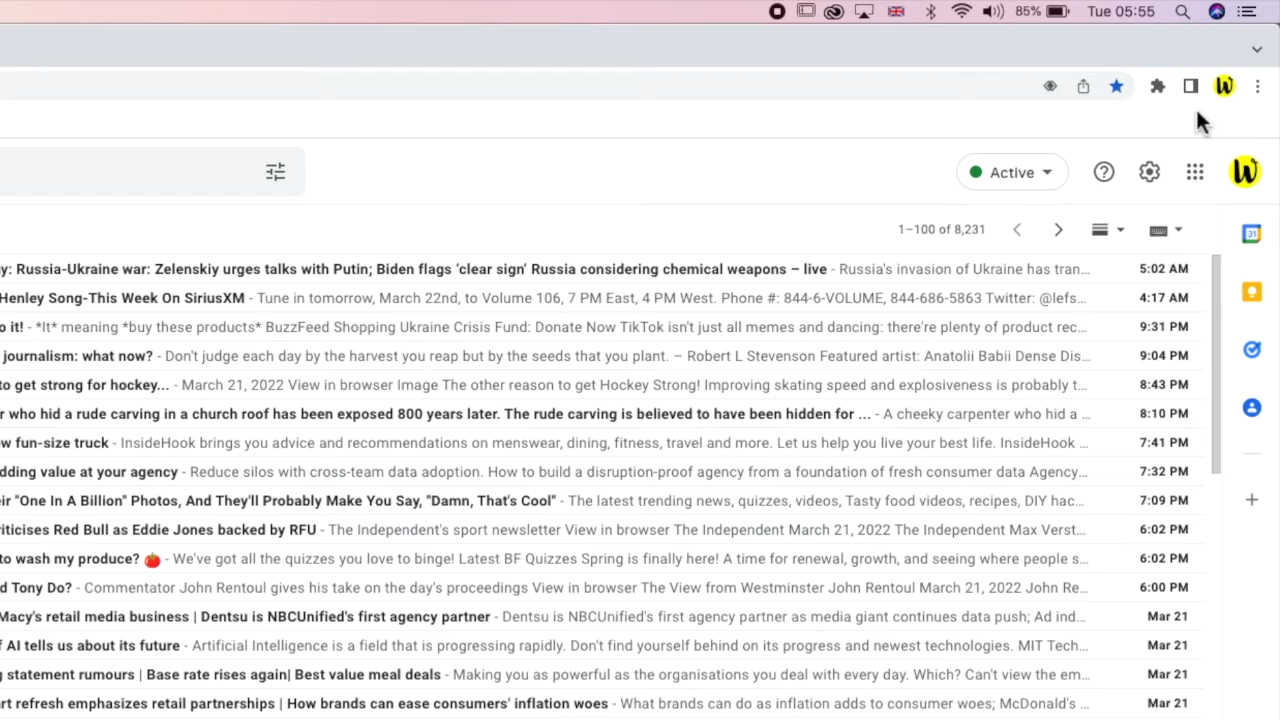 85% Tue 05:55
Active
1–100 of 8,231
y: Russia-Ukraine war: Zelenskiy urges talks with Putin; Biden flags ‘clear sign’ Russia considering chemical weapons – live - Russia's invasion of Ukraine has tran... 5:02 AM
Henley Song-This Week On SiriusXM - Tune in tomorrow, March 22nd, to Volume 106, 7 PM East, 4 PM West. Phone #: 844-6-VOLUME, 844-686-5863 Twitter: @lefs... 4:17 AM
o it! - *It* meaning *buy these products* BuzzFeed Shopping Ukraine Crisis Fund: Donate Now TikTok isn't just all memes and dancing: there're plenty of product rec... 9:31 PM
journalism: what now? - Don't judge each day by the harvest you reap but by the seeds that you plant. – Robert L Stevenson Featured artist: Anatolii Babii Dense Dis... 9:04 PM
to get strong for hockey... - March 21, 2022 View in browser Image The other reason to get Hockey Strong! Improving skating speed and explosiveness is probably t... 8:43 PM
r who hid a rude carving in a church roof has been exposed 800 years later. The rude carving is believed to have been hidden for ... - A cheeky carpenter who hid a ... 8:10 PM
w fun-size truck - InsideHook brings you advice and recommendations on menswear, dining, fitness, travel and more. Let us help you live your best life. InsideHook ... 7:41 PM
dding value at your agency - Reduce silos with cross-team data adoption. How to build a disruption-proof agency from a foundation of fresh consumer data Agency... 7:32 PM
eir "One In A Billion" Photos, And They'll Probably Make You Say, "Damn, That's Cool" - The latest trending news, quizzes, videos, Tasty food videos, recipes, DIY hac... 7:09 PM
riticises Red Bull as Eddie Jones backed by RFU - The Independent's sport newsletter View in browser The Independent March 21, 2022 The Independent Max Verst... 6:02 PM
to wash my produce? 🍅 - We've got all the quizzes you love to binge! Latest BF Quizzes Spring is finally here! A time for renewal, growth, and seeing where people s... 6:02 PM
d Tony Do? - Commentator John Rentoul gives his take on the day's proceedings View in browser The View from Westminster John Rentoul March 21, 2022 John Re... 6:00 PM
Macy's retail media business | Dentsu is NBCUnified's first agency partner - Dentsu is NBCUnified's first agency partner as media giant continues data push; Ad ind... Mar 21
f AI tells us about its future - Artificial Intelligence is a field that is progressing rapidly. Don't find yourself behind on its progress and newest technologies. MIT Tech... Mar 21
g statement rumours | Base rate rises again| Best value meal deals - Making you as powerful as the organisations you deal with every day. Which? Can't view the em... Mar 21
rt refresh emphasizes retail partnerships | How brands can ease consumers' inflation woes - What brands can do as inflation adds to consumer woes; McDonald's ... Mar 21
31